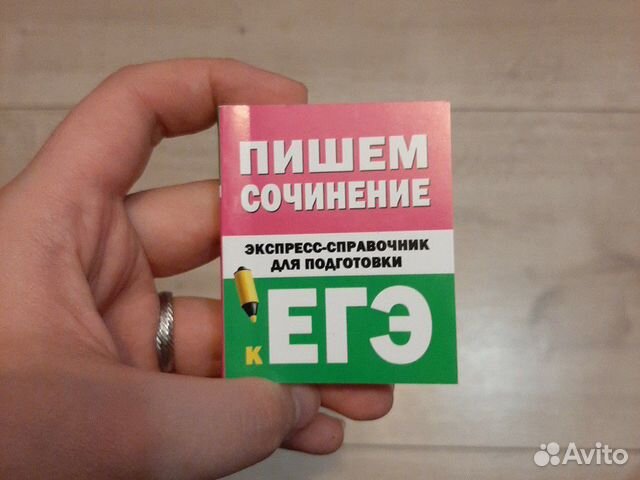 ПИШЕМ
СОЧИНЕНИЕ
ЭКСПРЕСС-СПРАВОЧНИК
ДЛЯ ПОДГОТОВКИ
К ЕГЭ
Avito